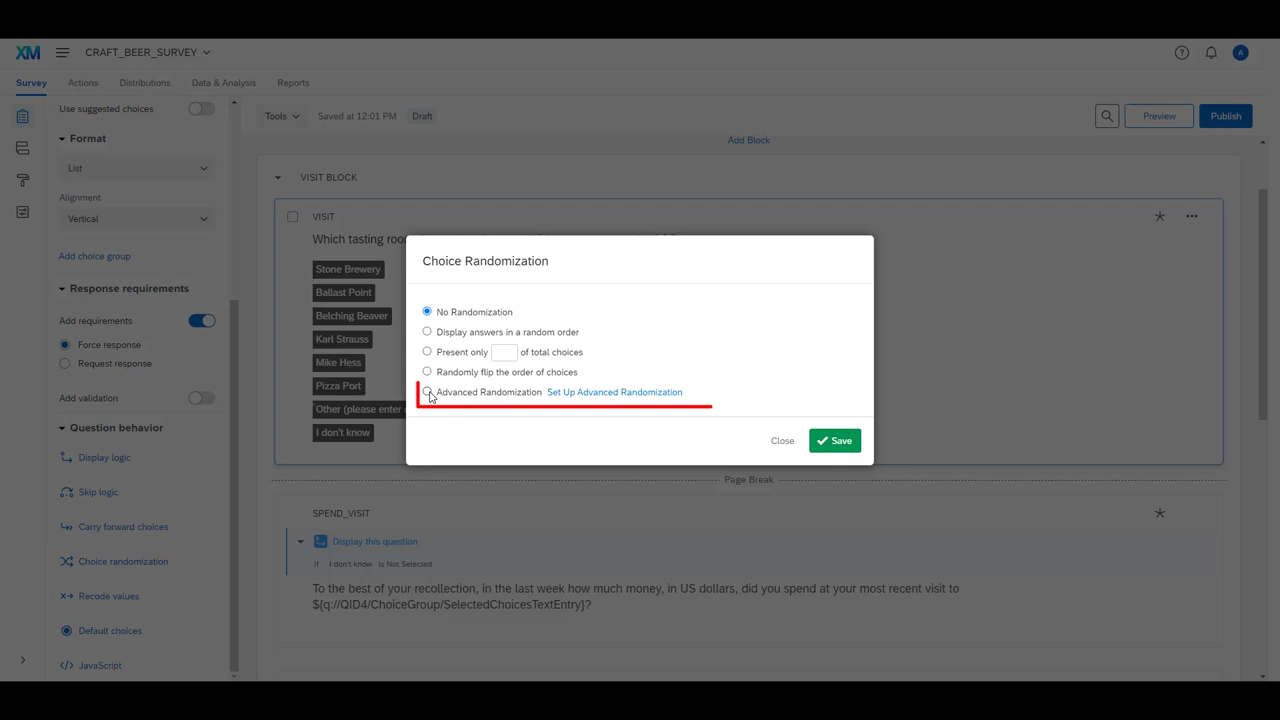 XM
CRAFT_BEER_SURVEY
A
Survey Actions Distributions Data & Analysis Reports
Use suggested choices
Format
List
Alignment
Vertical
Add choice group
Response requirements
Add requirements
Force response
Request response
Add validation
Question behavior
Display logic
Skip logic
Carry forward choices
Choice randomization
Recode values
Default choices
JavaScript
Tools Saved at 12:01 PM Draft Preview Publish
Add Block
VISIT BLOCK
VISIT
Which tasting
Stone Brewery
Ballast Point
Belching Beaver
Karl Strauss
Mike Hess
Pizza Port
Other (please enter
I don't know
Choice Randomization
No Randomization
Display answers in a random order
Present only of total choices
Randomly flip the order of choices
Advanced Randomization Set Up Advanced Randomization
Close Save
Page Break
SPEND_VISIT
Display this question
If I don't know Is Not Selected
To the best of your recollection, in the last week how much money, in US dollars, did you spend at your most recent visit to
${q://QID4/ChoiceGroup/SelectedChoicesTextEntry}?